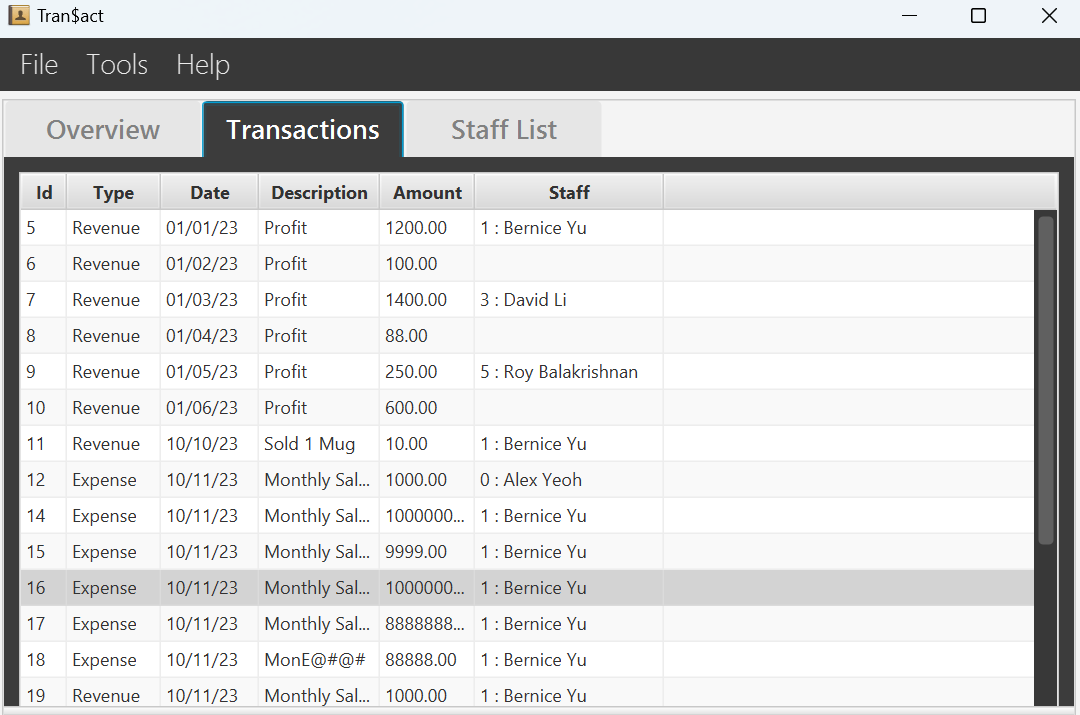 Tran$act
File Tools Help
Overview Transactions Staff List
Id Type Date Description Amount Staff
5 Revenue 01/01/23 Profit 1200.00 1 : Bernice Yu
6 Revenue 01/02/23 Profit 100.00
7 Revenue 01/03/23 Profit 1400.00 3 : David Li
8 Revenue 01/04/23 Profit 88.00
9 Revenue 01/05/23 Profit 250.00 5 : Roy Balakrishnan
10 Revenue 01/06/23 Profit 600.00
11 Revenue 10/10/23 Sold 1 Mug 10.00 1 : Bernice Yu
12 Expense 10/11/23 Monthly Sal... 1000.00 0 : Alex Yeoh
14 Expense 10/11/23 Monthly Sal... 1000000... 1 : Bernice Yu
15 Expense 10/11/23 Monthly Sal... 9999.00 1 : Bernice Yu
16 Expense 10/11/23 Monthly Sal... 1000000... 1 : Bernice Yu
17 Expense 10/11/23 Monthly Sal... 8888888... 1 : Bernice Yu
18 Expense 10/11/23 MonE@#@# 88888.00 1 : Bernice Yu
19 Revenue 10/11/23 Monthly Sal... 1000.00 1 : Bernice Yu